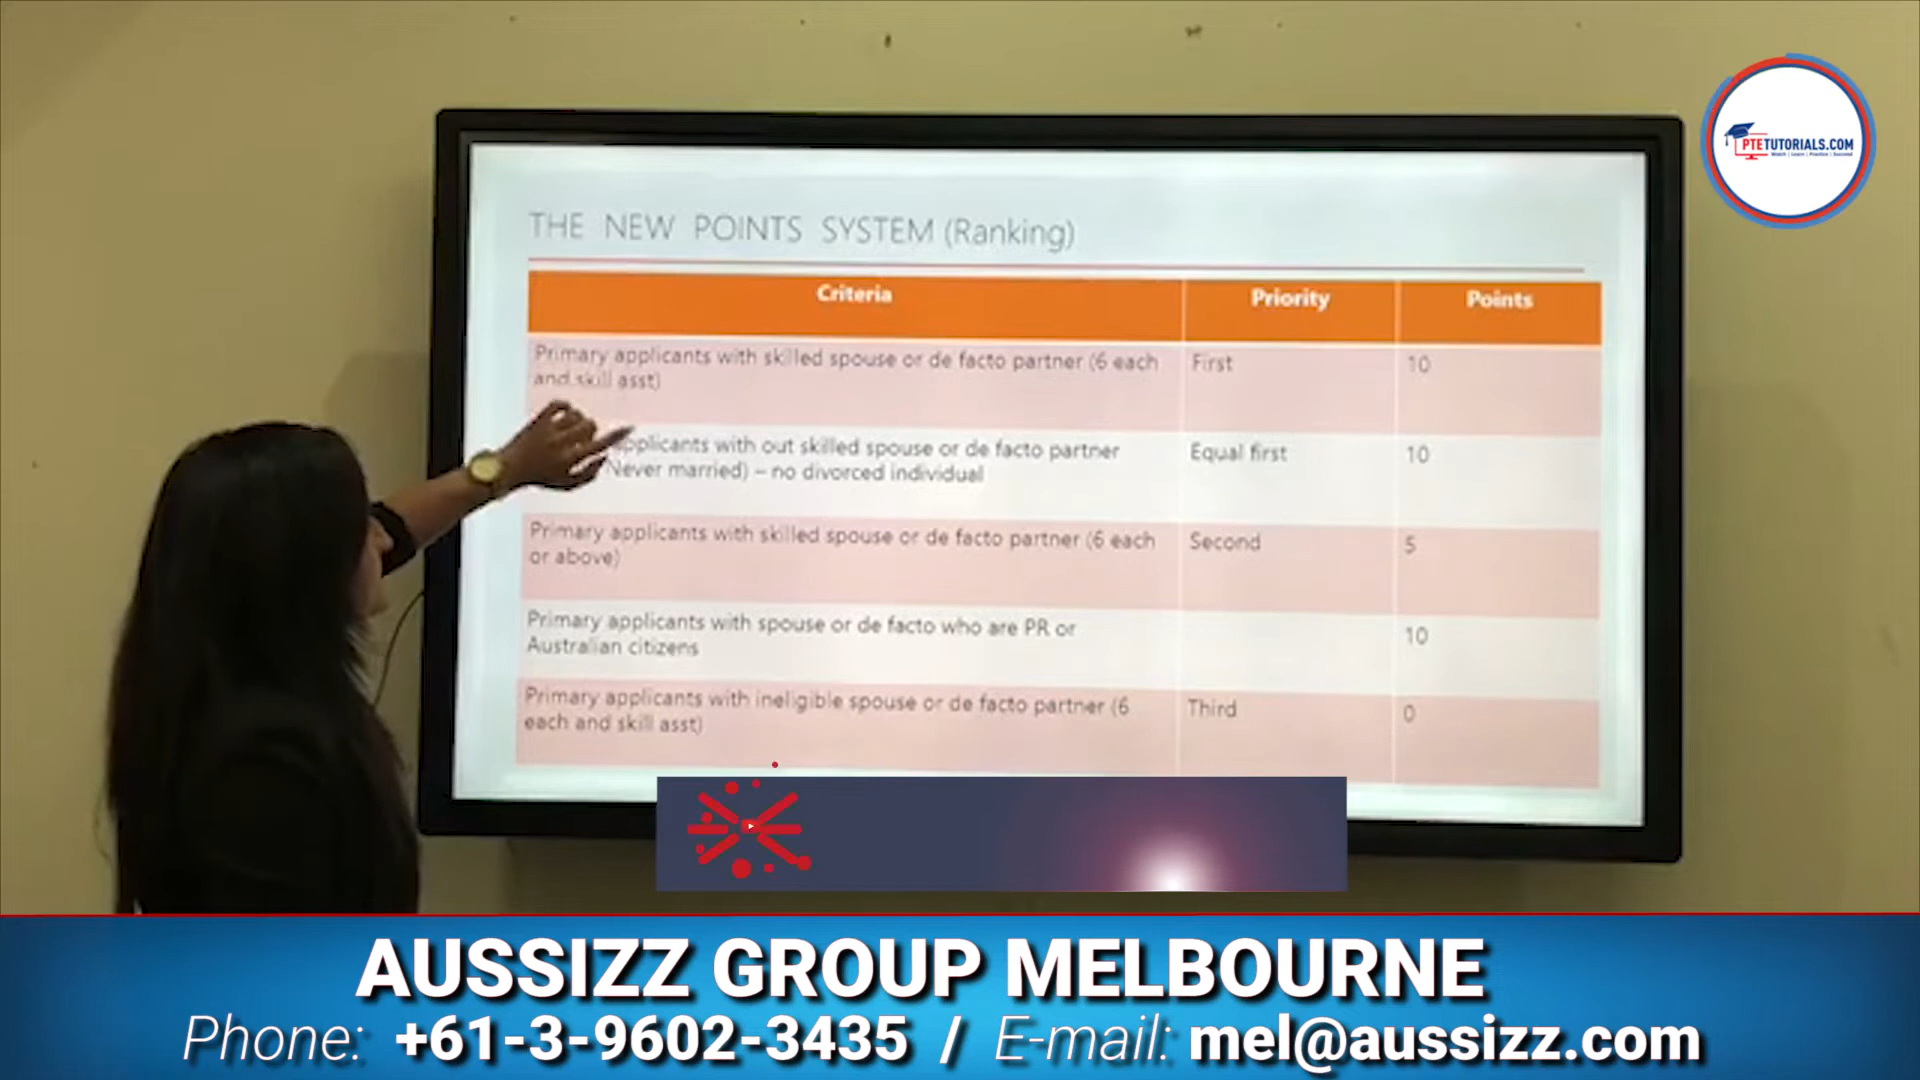 PTETUTORIALS.COM
Watch | Learn | Practice | Succeed
THE NEW POINTS SYSTEM (Ranking)
Criteria Priority Points
Primary applicants with skilled spouse or de facto partner (6 each First 10
and skill asst)
applicants with out skilled spouse or de facto partner Equal first 10
Never married) – no divorced individual
Primary applicants with skilled spouse or de facto partner (6 each Second 5
or above)
Primary applicants with spouse or de facto who are PR or 10
Australian citizens
Primary applicants with ineligible spouse or de facto partner (6 Third 0
each and skill asst)
AUSSIZZ GROUP MELBOURNE
Phone: +61-3-9602-3435 / E-mail: mel@aussizz.com